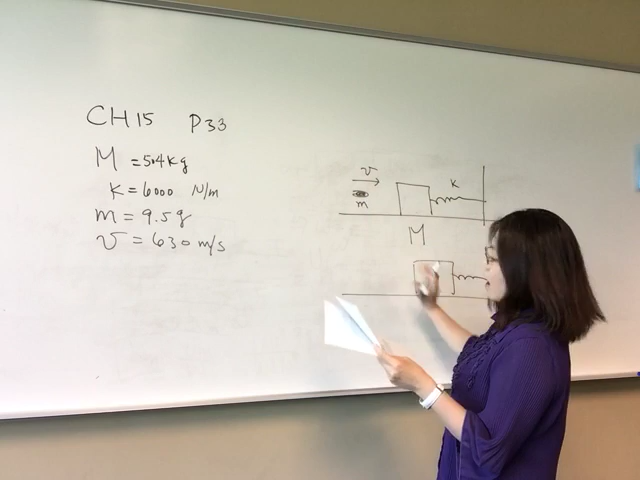 CH15 P33
M = 5.4kg
K = 6000 N/m
m = 9.5g
v = 630 m/s
v
m
K
M